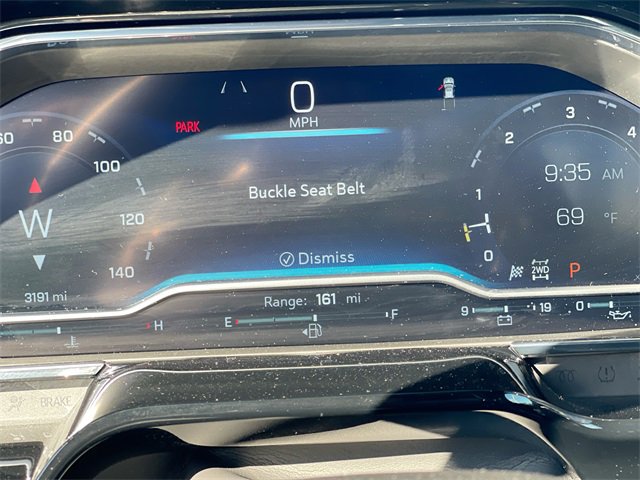 0
MPH
PARK
60 80
100
120
140
W
3191 mi
Buckle Seat Belt
Dismiss
Range: 161 mi
H
E F
9 19
0
0
1
2
3
4
9:35 AM
69 °F
2WD
P
BRAKE